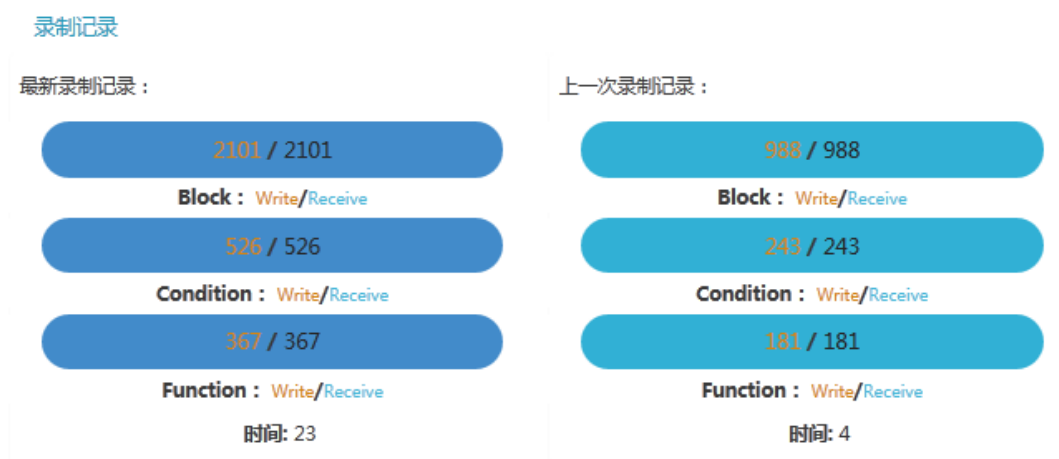 录制记录
最新录制记录：
2101 / 2101
Block： Write/Receive
526 / 526
Condition： Write/Receive
367 / 367
Function： Write/Receive
时间: 23
上一次录制记录：
988 / 988
Block： Write/Receive
243 / 243
Condition： Write/Receive
181 / 181
Function： Write/Receive
时间: 4